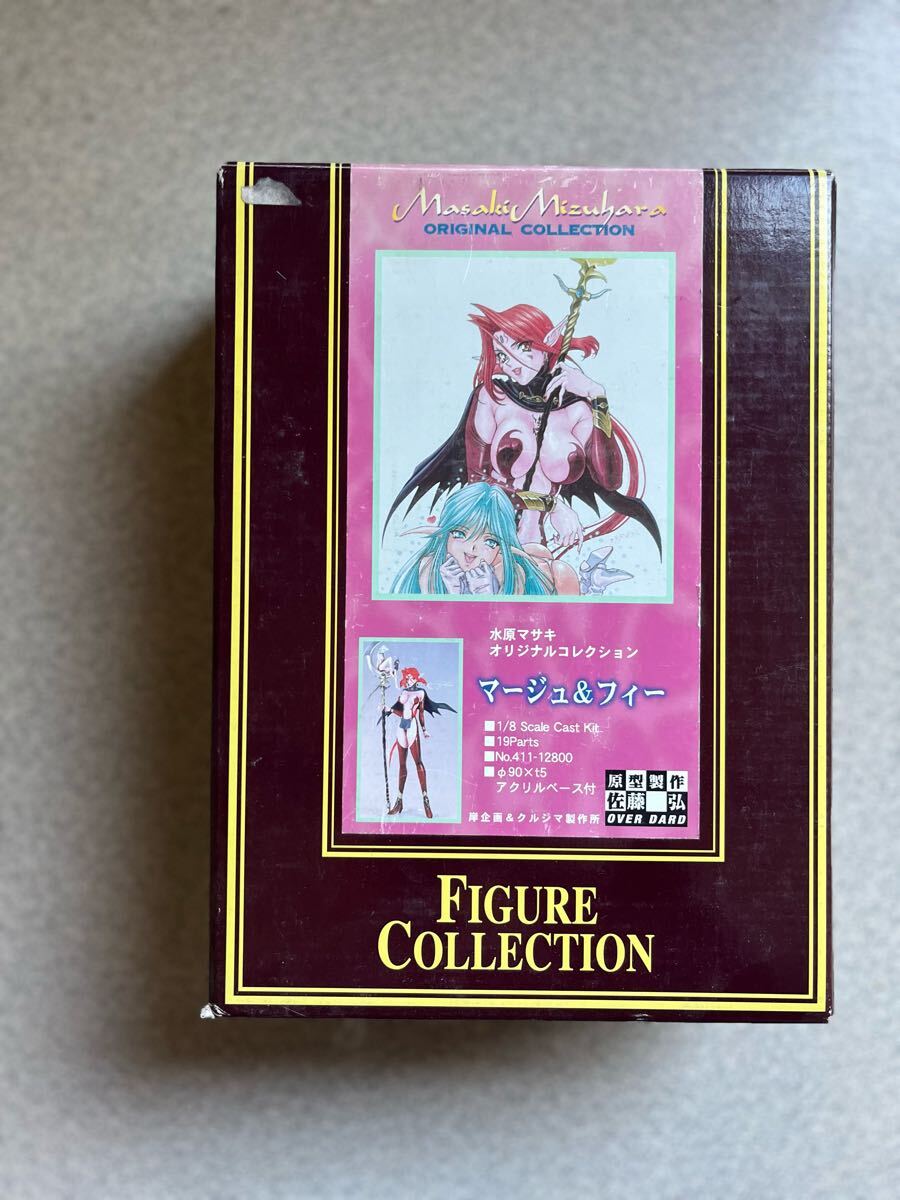 Masaki Mizuhara
ORIGINAL COLLECTION
水原マサキ
オリジナルコレクション
マージュ&フィー
■1/8 Scale Cast Kit.
■19Parts
■No.411-12800
■φ90×t5
アクリルベース付
原型製作
佐藤 弘
OVER DARD
岸企画&クルジマ製作所
FIGURE
COLLECTION